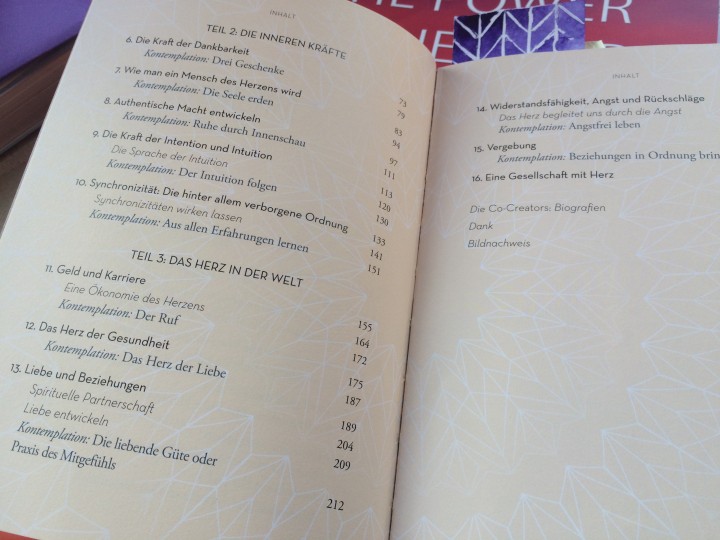 POWER
INHALT
TEIL 2: DIE INNEREN KRÄFTE
6. Die Kraft der Dankbarkeit 73
Kontemplation: Drei Geschenke 79
7. Wie man ein Mensch des Herzens wird 83
Kontemplation: Die Seele erden 94
8. Authentische Macht entwickeln 97
Kontemplation: Ruhe durch Innenschau 111
9. Die Kraft der Intention und Intuition 113
Die Sprache der Intuition 120
Kontemplation: Der Intuition folgen 130
10. Synchronizität: Die hinter allem verborgene Ordnung 133
Synchronizitäten wirken lassen 141
Kontemplation: Aus allen Erfahrungen lernen 151
TEIL 3: DAS HERZ IN DER WELT
11. Geld und Karriere 155
Eine Ökonomie des Herzens 164
Kontemplation: Der Ruf 172
12. Das Herz der Gesundheit 175
Kontemplation: Das Herz der Liebe 187
13. Liebe und Beziehungen 189
Spirituelle Partnerschaft 204
Liebe entwickeln 209
Kontemplation: Die liebende Güte oder
Praxis des Mitgefühls 212
INHALT
14. Widerstandsfähigkeit, Angst und Rückschläge
Das Herz begleitet uns durch die Angst
Kontemplation: Angstfrei leben
15. Vergebung
Kontemplation: Beziehungen in Ordnung brin
16. Eine Gesellschaft mit Herz
Die Co-Creators: Biografien
Dank
Bildnachweis